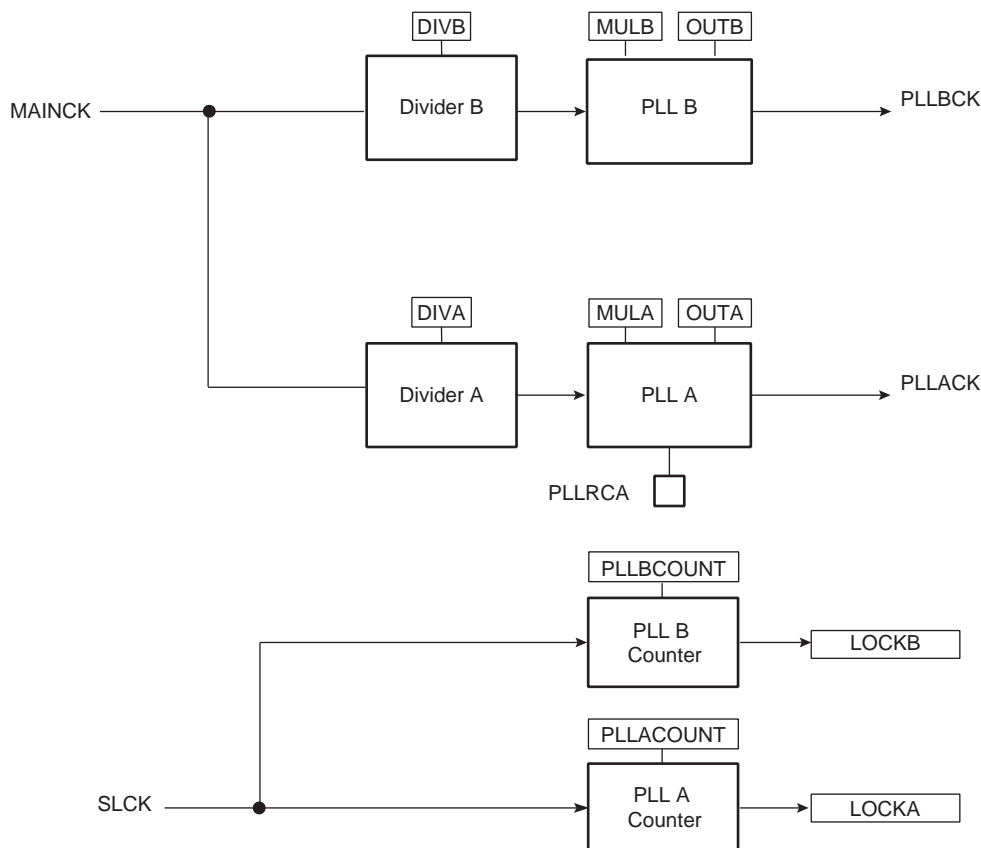 DIVB
MULB
OUTB
MAINCK
Divider B
PLL B
PLLBCK
DIVA
MULA
OUTA
Divider A
PLL A
PLLACK
PLLRCA
PLLBCOUNT
PLL B
Counter
LOCKB
PLLACOUNT
SLCK
PLL A
Counter
LOCKA